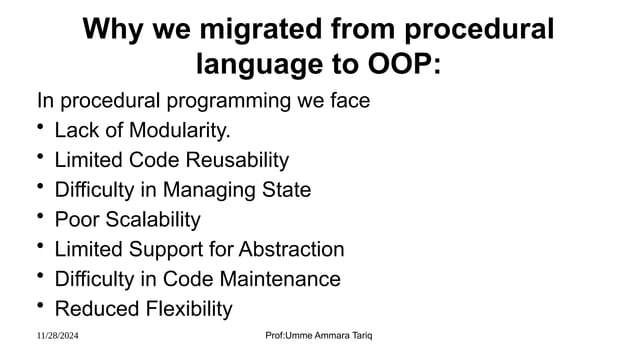 Why we migrated from procedural
language to OOP:
In procedural programming we face
• Lack of Modularity.
• Limited Code Reusability
• Difficulty in Managing State
• Poor Scalability
• Limited Support for Abstraction
• Difficulty in Code Maintenance
• Reduced Flexibility
11/28/2024 Prof:Umme Ammara Tariq